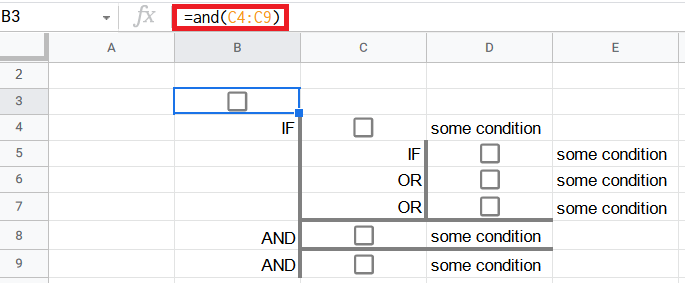 B3 fx =and(C4:C9)
A B C D E
2
3
4 IF some condition
5 IF some condition
6 OR some condition
7 OR some condition
8 AND some condition
9 AND some condition